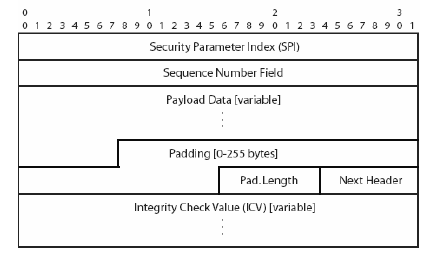 0 1 2 3
0 1 2 3 4 5 6 7 8 9 0 1 2 3 4 5 6 7 8 9 0 1 2 3 4 5 6 7 8 9 0 1
Security Parameter Index (SPI)
Sequence Number Field
Payload Data [variable]
Padding [0-255 bytes]
Pad. Length Next Header
Integrity Check Value (ICV) [variable]